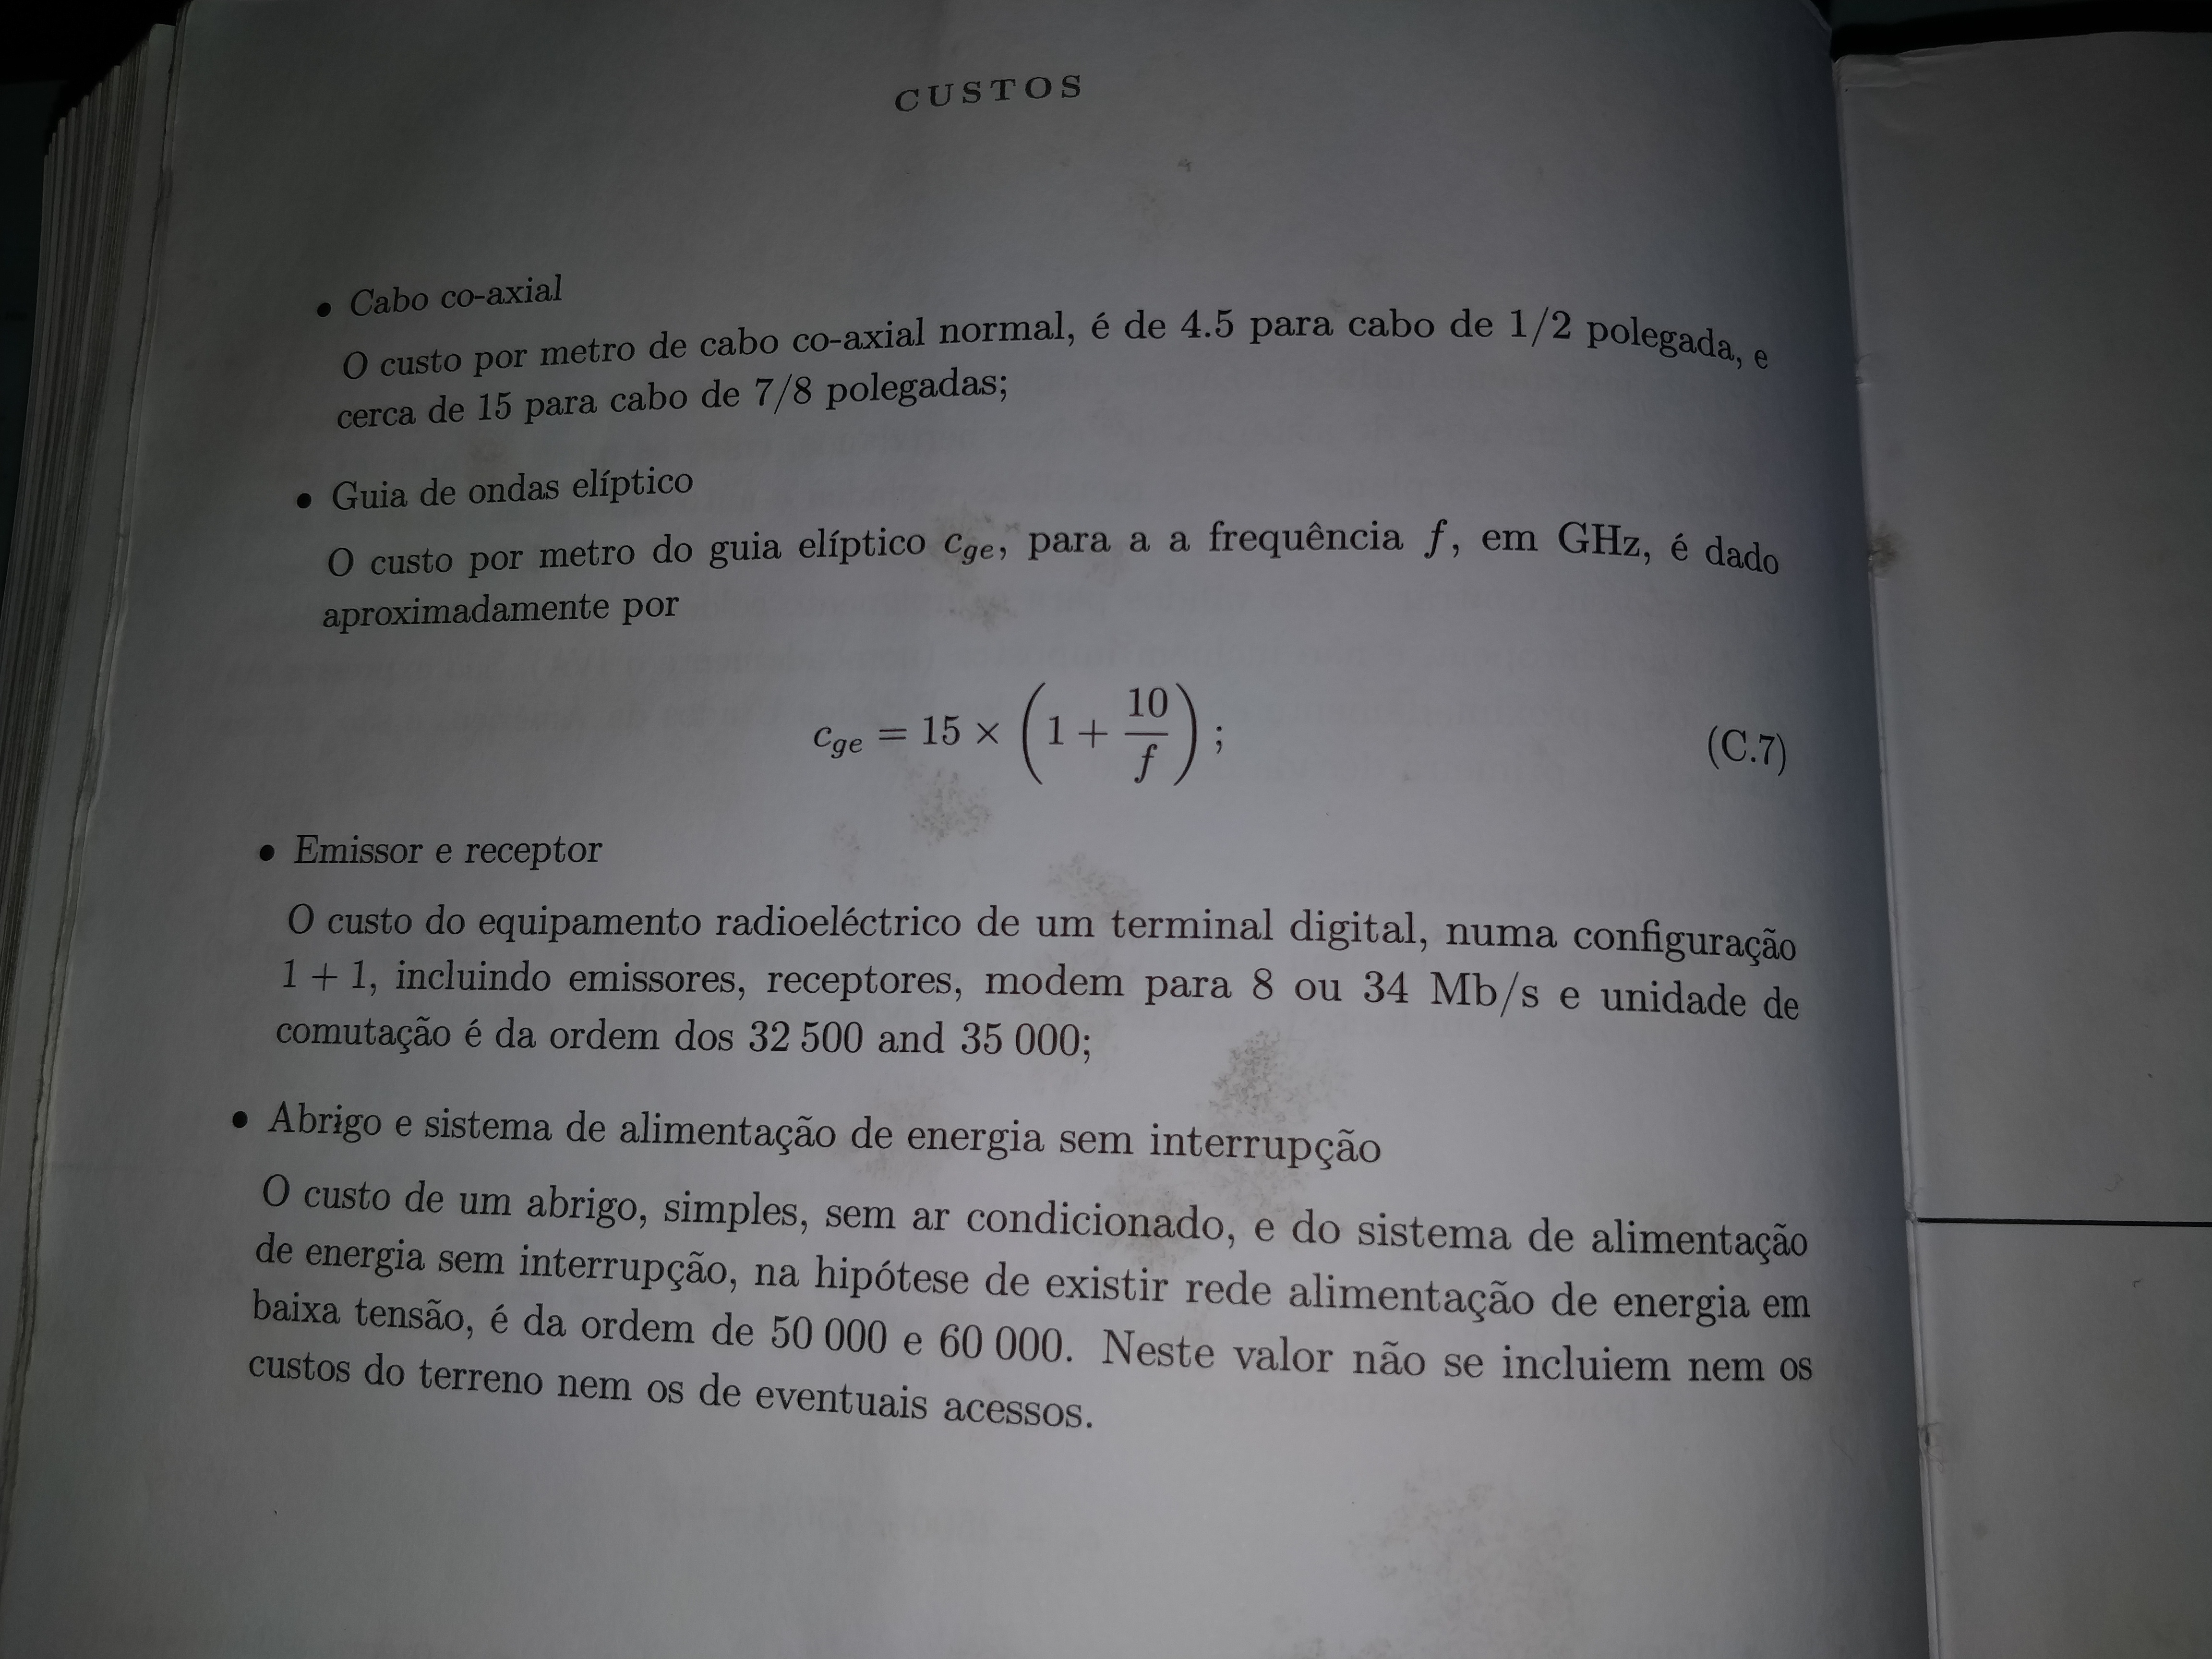 CUSTOS
• Cabo co-axial
O custo por metro de cabo co-axial normal, é de 4.5 para cabo de 1/2 polegada, e
cerca de 15 para cabo de 7/8 polegadas;
• Guia de ondas elíptico
O custo por metro do guia elíptico c_{ge}, para a a frequência f, em GHz, é dado
aproximadamente por
c_{ge} = 15 × (1 + 10/f) ; (C.7)
• Emissor e receptor
O custo do equipamento radioeléctrico de um terminal digital, numa configuração
1 + 1, incluindo emissores, receptores, modem para 8 ou 34 Mb/s e unidade de
comutação é da ordem dos 32 500 and 35 000;
• Abrigo e sistema de alimentação de energia sem interrupção
O custo de um abrigo, simples, sem ar condicionado, e do sistema de alimentação
de energia sem interrupção, na hipótese de existir rede alimentação de energia em
baixa tensão, é da ordem de 50 000 e 60 000. Neste valor não se incluiem nem os
custos do terreno nem os de eventuais acessos.